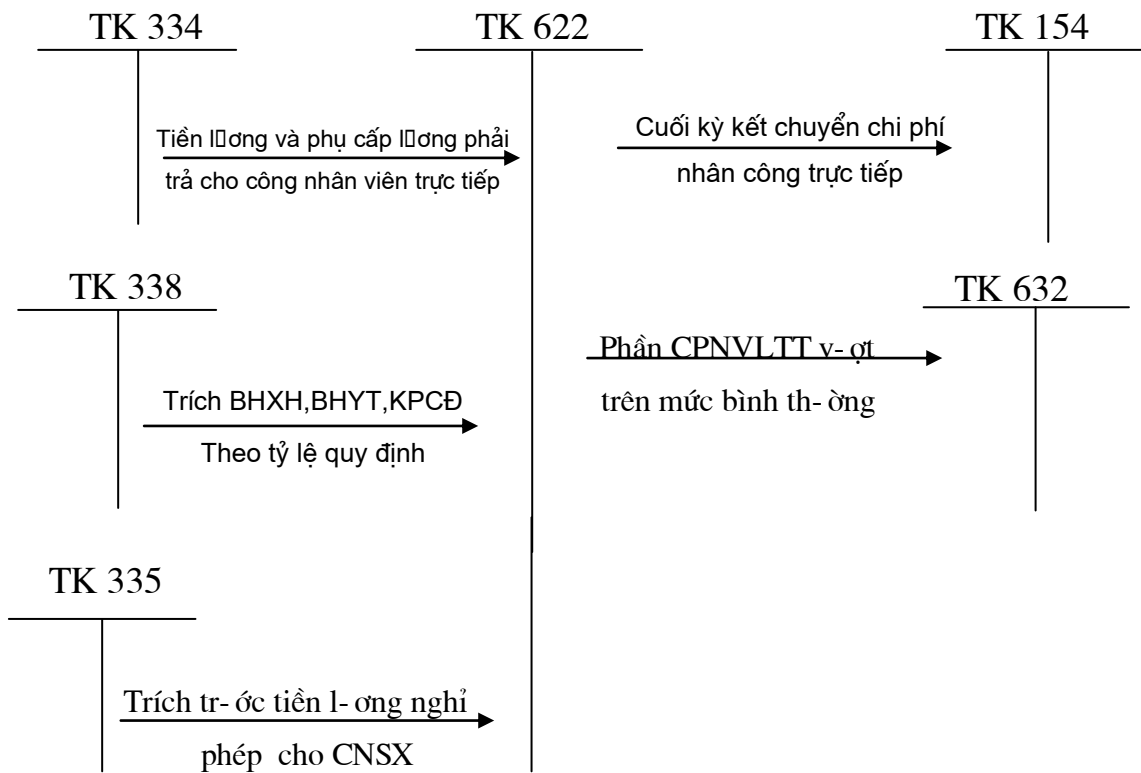 TK 334
TK 622
TK 154
Tiền l□ơng và phụ cấp l□ơng phải
trả cho công nhân viên trực tiếp
Cuối kỳ kết chuyển chi phí
nhân công trực tiếp
TK 338
TK 632
Trích BHXH,BHYT,KPCĐ
Theo tỷ lệ quy định
Phần CPNVLTT v- ợt
trên mức bình th- ờng
TK 335
Trích tr- ớc tiền l- ơng nghỉ
phép cho CNSX